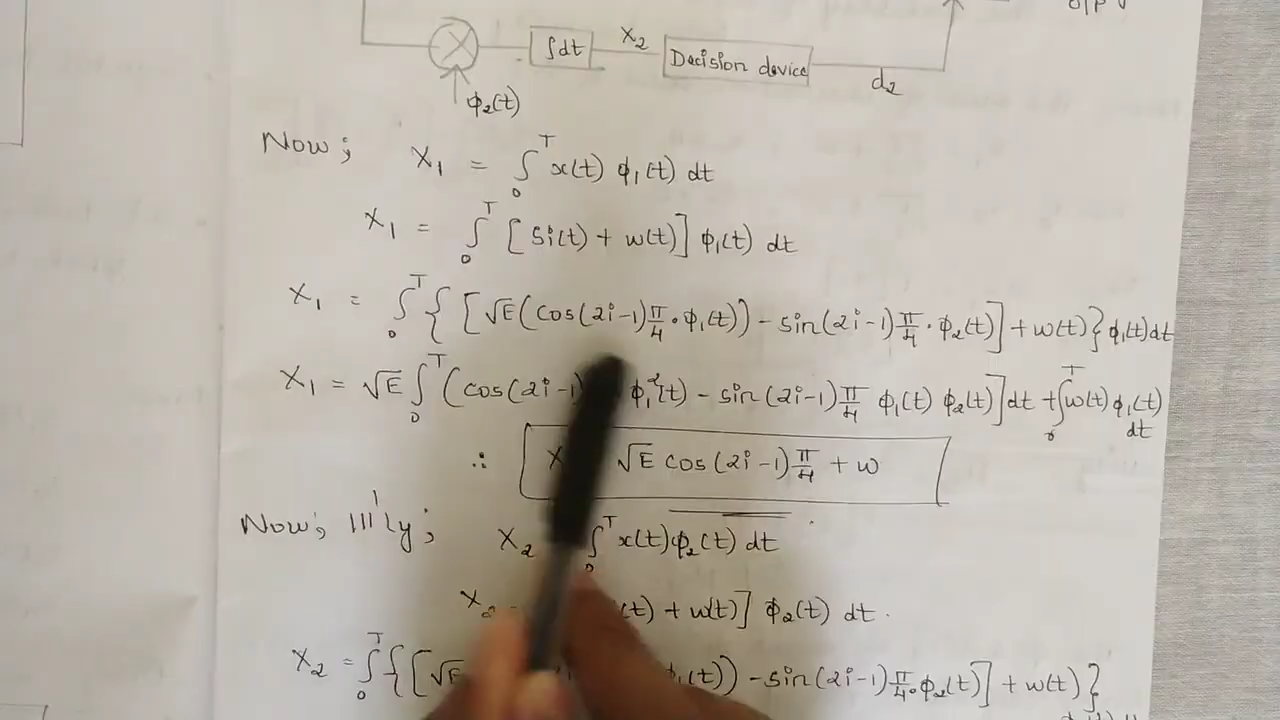 O/P V
∫dt X₂ Decision device d₂
ϕ₂(t)
Now; X₁ = ∫₀ᵀ x(t) ϕ₁(t) dt
X₁ = ∫₀ᵀ [Si(t) + w(t)] ϕ₁(t) dt
X₁ = ∫₀ᵀ { [√E(cos(2i-1)π/4 · ϕ₁(t)) - sin(2i-1)π/4 · ϕ₂(t)] + w(t)} ϕ₁(t)dt
X₁ = √E ∫₀ᵀ (cos(2i-1) ϕ₁²(t) - sin(2i-1)π/4 ϕ₁(t) ϕ₂(t)]dt + ∫₀ᵀ w(t) ϕ₁(t) dt
∴ X √E cos(2i-1)π/4 + w
Now; |||ly; X₂ ∫₀ᵀ x(t)ϕ₂(t) dt
X₂ (t) + w(t)] ϕ₂(t) dt.
X₂ = ∫₀ᵀ {[√E ₁(t)) - sin(2i-1)π/4 · ϕ₂(t)] + w(t)}